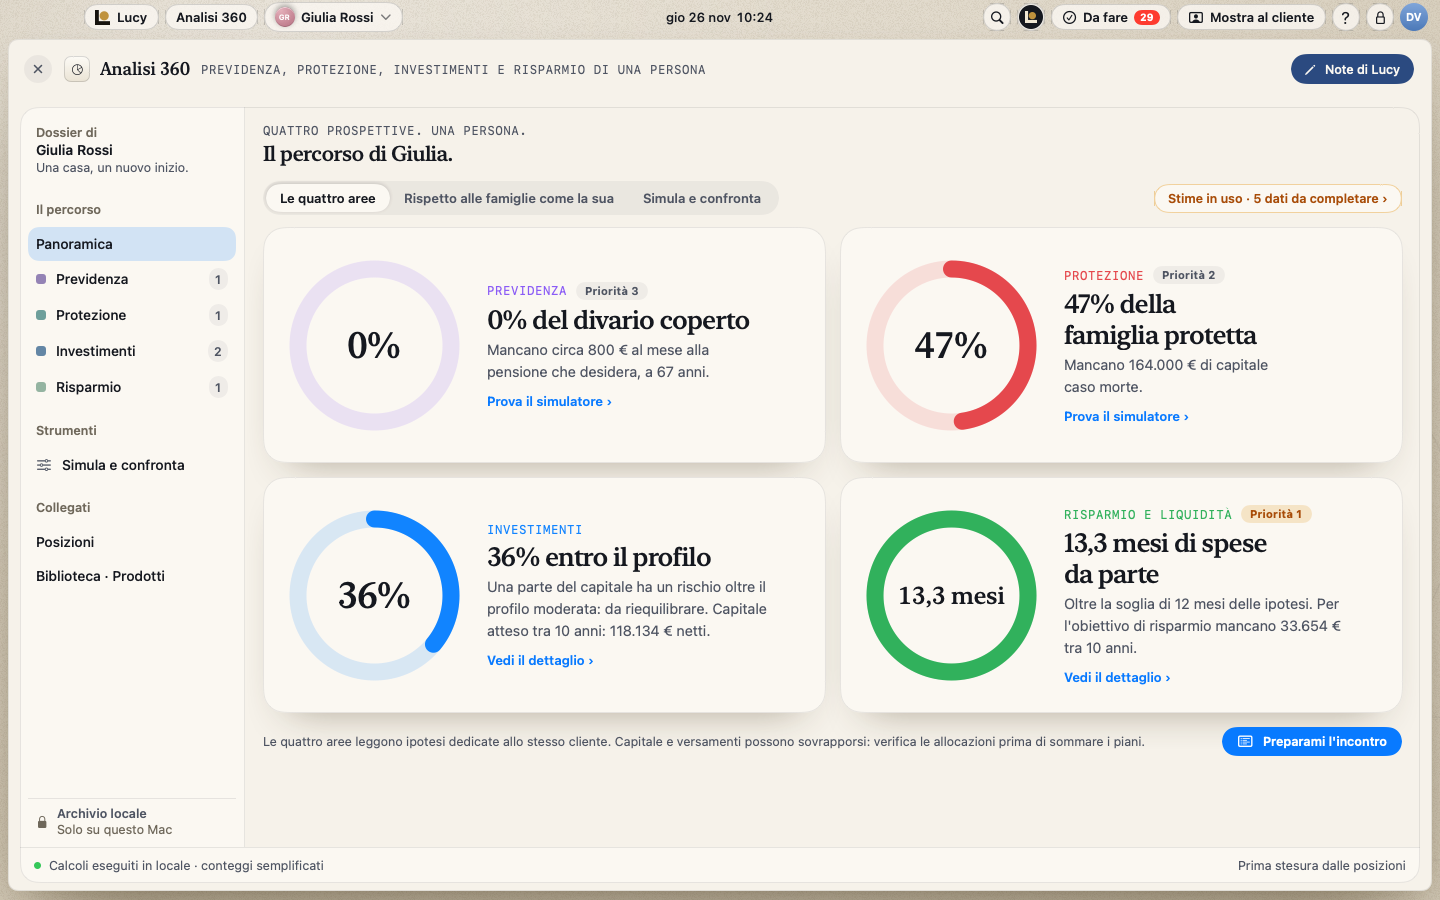 Lucy
Analisi 360
GR
Giulia Rossi
gio 26 nov 10:24
Da fare 29
Mostra al cliente
?
DV
Analisi 360
PREVIDENZA, PROTEZIONE, INVESTIMENTI E RISPARMIO DI UNA PERSONA
Note di Lucy
Dossier di
Giulia Rossi
Una casa, un nuovo inizio.
Il percorso
Panoramica
Previdenza 1
Protezione 1
Investimenti 2
Risparmio 1
Strumenti
Simula e confronta
Collegati
Posizioni
Biblioteca · Prodotti
Archivio locale
Solo su questo Mac
QUATTRO PROSPETTIVE. UNA PERSONA.
Il percorso di Giulia.
Le quattro aree
Rispetto alle famiglie come la sua
Simula e confronta
Stime in uso · 5 dati da completare ›
0%
PREVIDENZA Priorità 3
0% del divario coperto
Mancano circa 800 € al mese alla
pensione che desidera, a 67 anni.
Prova il simulatore ›
47%
PROTEZIONE Priorità 2
47% della
famiglia protetta
Mancano 164.000 € di capitale
caso morte.
Prova il simulatore ›
36%
INVESTIMENTI
36% entro il profilo
Una parte del capitale ha un rischio oltre il
profilo moderata: da riequilibrare. Capitale
atteso tra 10 anni: 118.134 € netti.
Vedi il dettaglio ›
13,3 mesi
RISPARMIO E LIQUIDITÀ Priorità 1
13,3 mesi di spese
da parte
Oltre la soglia di 12 mesi delle ipotesi. Per
l'obiettivo di risparmio mancano 33.654 €
tra 10 anni.
Vedi il dettaglio ›
Le quattro aree leggono ipotesi dedicate allo stesso cliente. Capitale e versamenti possono sovrapporsi: verifica le allocazioni prima di sommare i piani.
Preparami l'incontro
Calcoli eseguiti in locale · conteggi semplificati
Prima stesura dalle posizioni